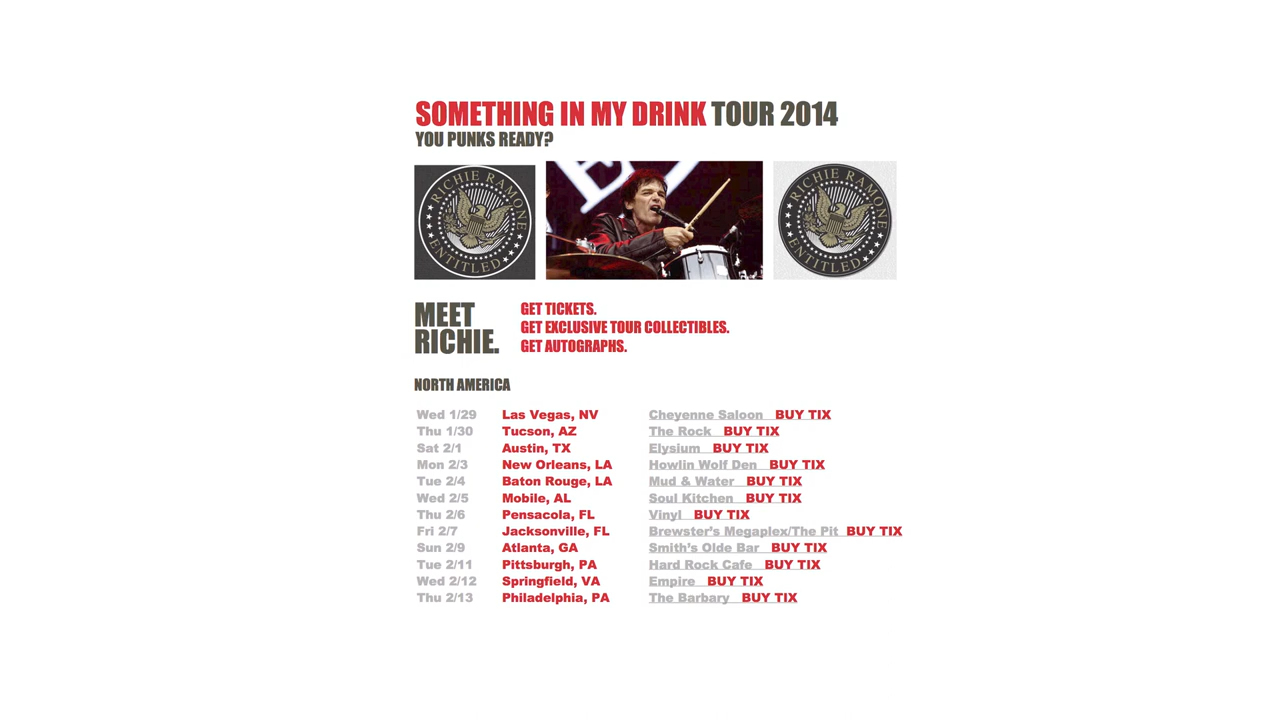 SOMETHING IN MY DRINK TOUR 2014
YOU PUNKS READY?
RICHIE RAMONE
ENTITLED
RICHIE RAMONE
ENTITLED
MEET
RICHIE.
GET TICKETS.
GET EXCLUSIVE TOUR COLLECTIBLES.
GET AUTOGRAPHS.
NORTH AMERICA
Wed 1/29 Las Vegas, NV Cheyenne Saloon BUY TIX
Thu 1/30 Tucson, AZ The Rock BUY TIX
Sat 2/1 Austin, TX Elysium BUY TIX
Mon 2/3 New Orleans, LA Howlin Wolf Den BUY TIX
Tue 2/4 Baton Rouge, LA Mud & Water BUY TIX
Wed 2/5 Mobile, AL Soul Kitchen BUY TIX
Thu 2/6 Pensacola, FL Vinyl BUY TIX
Fri 2/7 Jacksonville, FL Brewster's Megaplex/The Pit BUY TIX
Sun 2/9 Atlanta, GA Smith's Olde Bar BUY TIX
Tue 2/11 Pittsburgh, PA Hard Rock Cafe BUY TIX
Wed 2/12 Springfield, VA Empire BUY TIX
Thu 2/13 Philadelphia, PA The Barbary BUY TIX